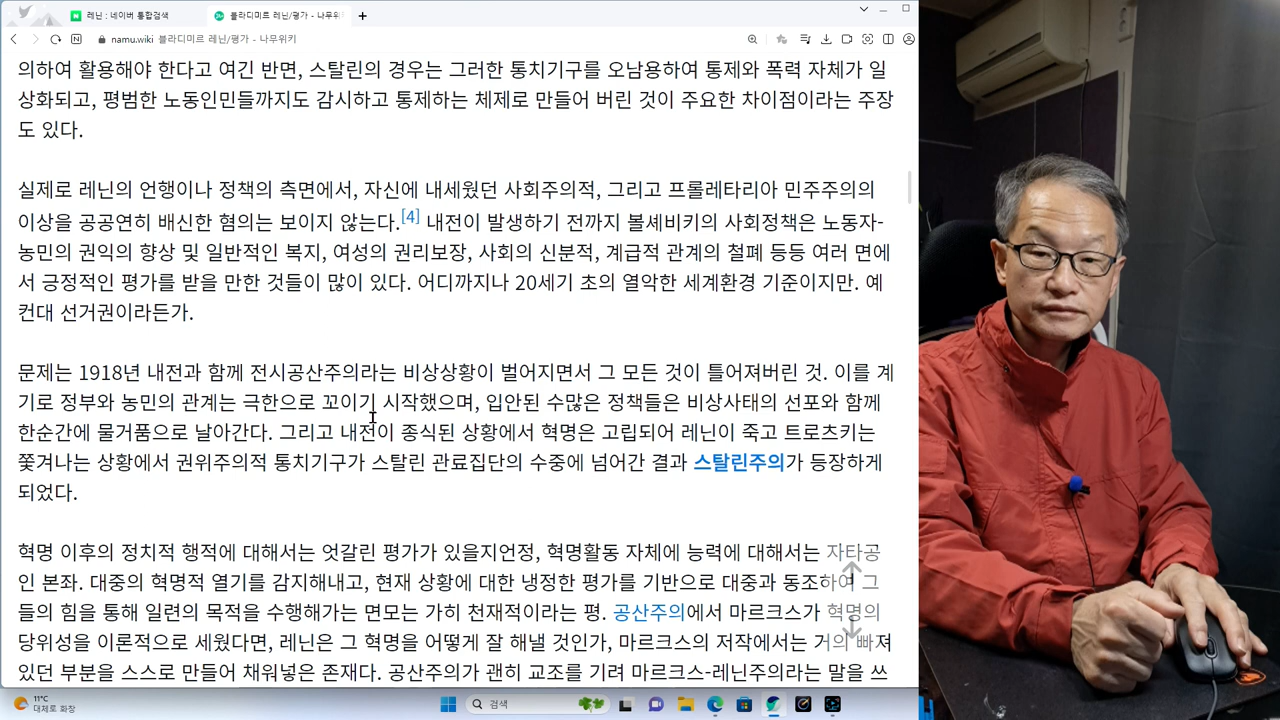 레닌 : 네이버 통합검색
블라디미르 레닌/평가 - 나무위키
namu.wiki 블라디미르 레닌/평가 - 나무위키
의하여 활용해야 한다고 여긴 반면, 스탈린의 경우는 그러한 통치기구를 오남용하여 통제와 폭력 자체가 일
상화되고, 평범한 노동인민들까지도 감시하고 통제하는 체제로 만들어 버린 것이 주요한 차이점이라는 주장
도 있다.
실제로 레닌의 언행이나 정책의 측면에서, 자신에 내세웠던 사회주의적, 그리고 프롤레타리아 민주주의의
이상을 공공연히 배신한 혐의는 보이지 않는다.[4] 내전이 발생하기 전까지 볼셰비키의 사회정책은 노동자-
농민의 권익의 향상 및 일반적인 복지, 여성의 권리보장, 사회의 신분적, 계급적 관계의 철폐 등등 여러 면에
서 긍정적인 평가를 받을 만한 것들이 많이 있다. 어디까지나 20세기 초의 열악한 세계환경 기준이지만. 예
컨대 선거권이라든가.
문제는 1918년 내전과 함께 전시공산주의라는 비상상황이 벌어지면서 그 모든 것이 틀어져버린 것. 이를 계
기로 정부와 농민의 관계는 극한으로 꼬이기 시작했으며, 입안된 수많은 정책들은 비상사태의 선포와 함께
한순간에 물거품으로 날아간다. 그리고 내전이 종식된 상황에서 혁명은 고립되어 레닌이 죽고 트로츠키는
쫓겨나는 상황에서 권위주의적 통치기구가 스탈린 관료집단의 수중에 넘어간 결과 스탈린주의가 등장하게
되었다.
혁명 이후의 정치적 행적에 대해서는 엇갈린 평가가 있을지언정, 혁명활동 자체에 능력에 대해서는 자타공
인 본좌. 대중의 혁명적 열기를 감지해내고, 현재 상황에 대한 냉정한 평가를 기반으로 대중과 동조하여 그
들의 힘을 통해 일련의 목적을 수행해가는 면모는 가히 천재적이라는 평. 공산주의에서 마르크스가 혁명의
당위성을 이론적으로 세웠다면, 레닌은 그 혁명을 어떻게 잘 해낼 것인가, 마르크스의 저작에서는 거의 빠져
있던 부분을 스스로 만들어 채워넣은 존재다. 공산주의가 괜히 교조를 기려 마르크스-레닌주의라는 말을 쓰
11°C
대체로 화창
검색